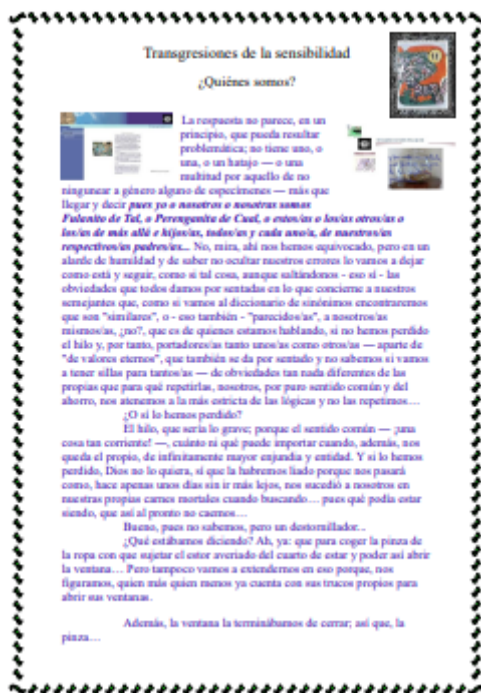 Transgresiones de la sensibilidad
¿Quiénes somos?
La respuesta no parece, en un
principio, que pueda resultar
problemática; no tiene uno, o
una, o un hatajo — o una
multitud por aquello de no
ningunear a género alguno de especímenes — más que
llegar y decir pues yo o nosotros o nosotras somos
Fulanito de Tal, o Perenganita de Cual, o estos/as o los/as otros/as o
los/as de más allá e hijos/as, todos/as y cada uno/a, de nuestros/as
respectivos/as padres/as... No, mira, ahí nos hemos equivocado, pero en un
alarde de humildad y de saber no ocultar nuestros errores lo vamos a dejar
como está y seguir, como si tal cosa, aunque saltándonos - eso sí - las
obviedades que todos damos por sentadas en lo que concierne a nuestros
semejantes que, como si vamos al diccionario de sinónimos encontraremos
que son "similares", o - eso también - "parecidos/as", a nosotros/as
mismos/as, ¿no?, que es de quienes estamos hablando, si no hemos perdido
el hilo y, por tanto, portadores/as tanto unos/as como otros/as — aparte de
"de valores eternos", que también se da por sentado y no sabemos si vamos
a tener sillas para tantos/as — de obviedades tan nada diferentes de las
propias que para qué repetirlas, nosotros, por puro sentido común y del
ahorro, nos atenemos a la más estricta de las lógicas y no las repetimos…
¿O sí lo hemos perdido?
El hilo, que sería lo grave; porque el sentido común — ¡una
cosa tan corriente! —, cuánto ni qué puede importar cuando, además, nos
queda el propio, de infinitamente mayor enjundia y entidad. Y si lo hemos
perdido, Dios no lo quiera, sí que la habremos liado porque nos pasará
como, hace apenas unos días sin ir más lejos, nos sucedió a nosotros en
nuestras propias carnes mortales cuando buscando… pues qué podía estar
siendo, que así al pronto no caemos…
Bueno, pues no sabemos, pero un destornillador...
¿Qué estábamos diciendo? Ah, ya: que para coger la pinza de
la ropa con que sujetar el estor averiado del cuarto de estar y poder así abrir
la ventana… Pero tampoco vamos a extendernos en eso porque, nos
figuramos, quien más quien menos ya cuenta con sus trucos propios para
abrir sus ventanas.
Además, la ventana la terminábamos de cerrar; así que, la
pinza…